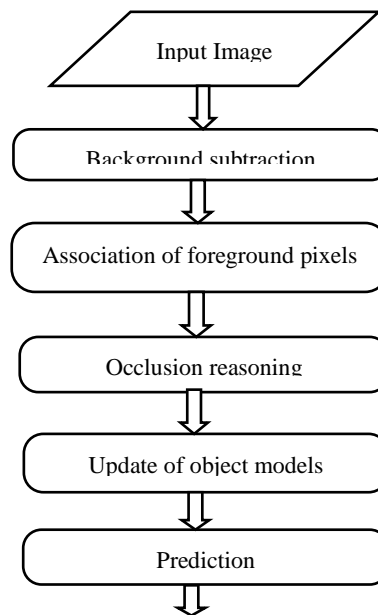 Input Image
Background subtraction
Association of foreground pixels
Occlusion reasoning
Update of object models
Prediction